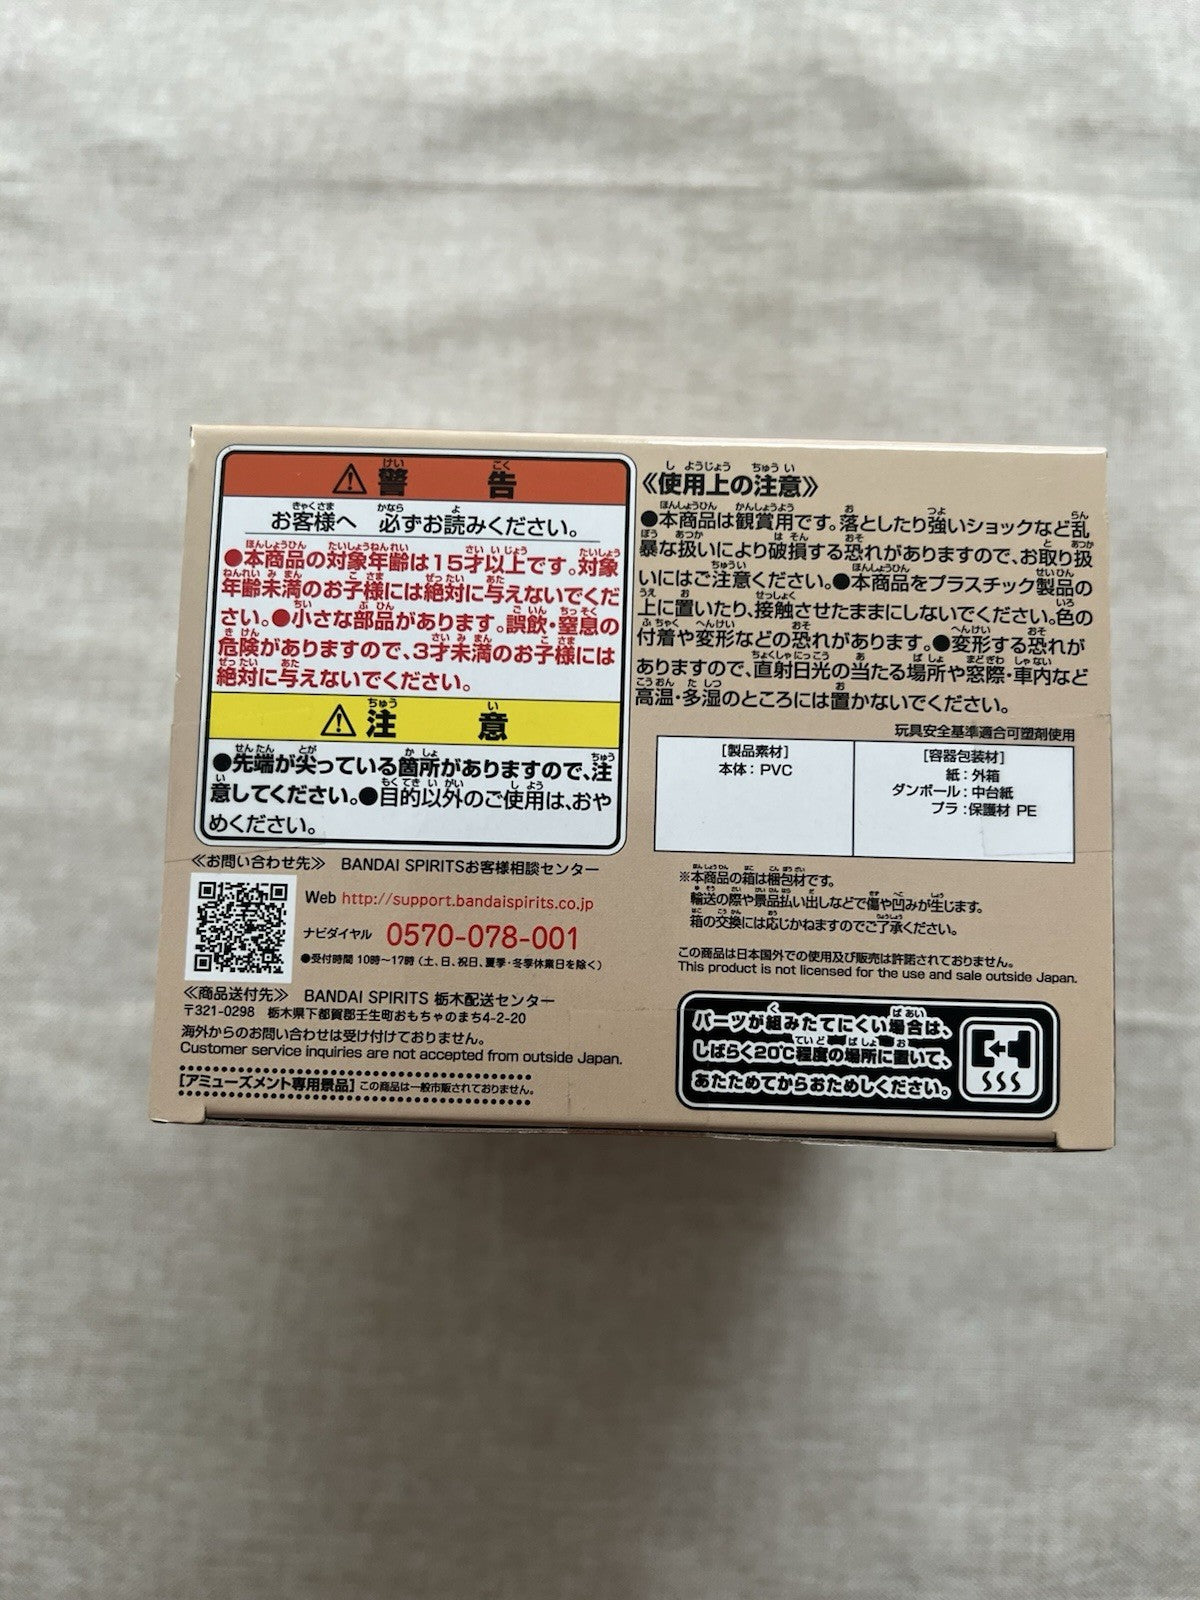 ⚠警告
お客様へ 必ずお読みください。
●本商品の対象年齢は15才以上です。対象
年齢未満のお子様には絶対に与えないでくだ
さい。●小さな部品があります。誤飲・窒息の
危険がありますので、3才未満のお子様には
絶対に与えないでください。
⚠注意
●先端が尖っている箇所がありますので、注
意してください。●目的以外のご使用は、おや
めください。
≪お問い合わせ先≫ BANDAI SPIRITSお客様相談センター
Web http://support.bandaispirits.co.jp
ナビダイヤル 0570-078-001
●受付時間 10時〜17時 (土、日、祝日、夏季・冬季休業日を除く)
≪商品送付先≫ BANDAI SPIRITS 栃木配送センター
〒321-0298 栃木県下都賀郡壬生町おもちゃのまち4-2-20
海外からのお問い合わせは受け付けておりません。
Customer service inquiries are not accepted from outside Japan.
[アミューズメント専用景品] この商品は一般市販されておりません。
≪使用上の注意≫
●本商品は観賞用です。落としたり強いショックなど乱
暴な扱いにより破損する恐れがありますので、お取り扱
いにはご注意ください。●本商品をプラスチック製品の
上に置いたり、接触させたままにしないでください。色の
付着や変形などの恐れがあります。●変形する恐れが
ありますので、直射日光の当たる場所や窓際・車内など
高温・多湿のところには置かないでください。
玩具安全基準適合可塑剤使用
[製品素材]
本体：PVC
[容器包装材]
紙：外箱
ダンボール：中台紙
プラ：保護材 PE
※本商品の箱は梱包材です。
輸送の際や景品払い出しなどで傷や凹みが生じます。
箱の交換には応じかねますのでご了承ください。
この商品は日本国外での使用及び販売は許諾されておりません。
This product is not licensed for the use and sale outside Japan.
パーツが組みたてにくい場合は、
しばらく20℃程度の場所に置いて、
あたためてからおためしください。